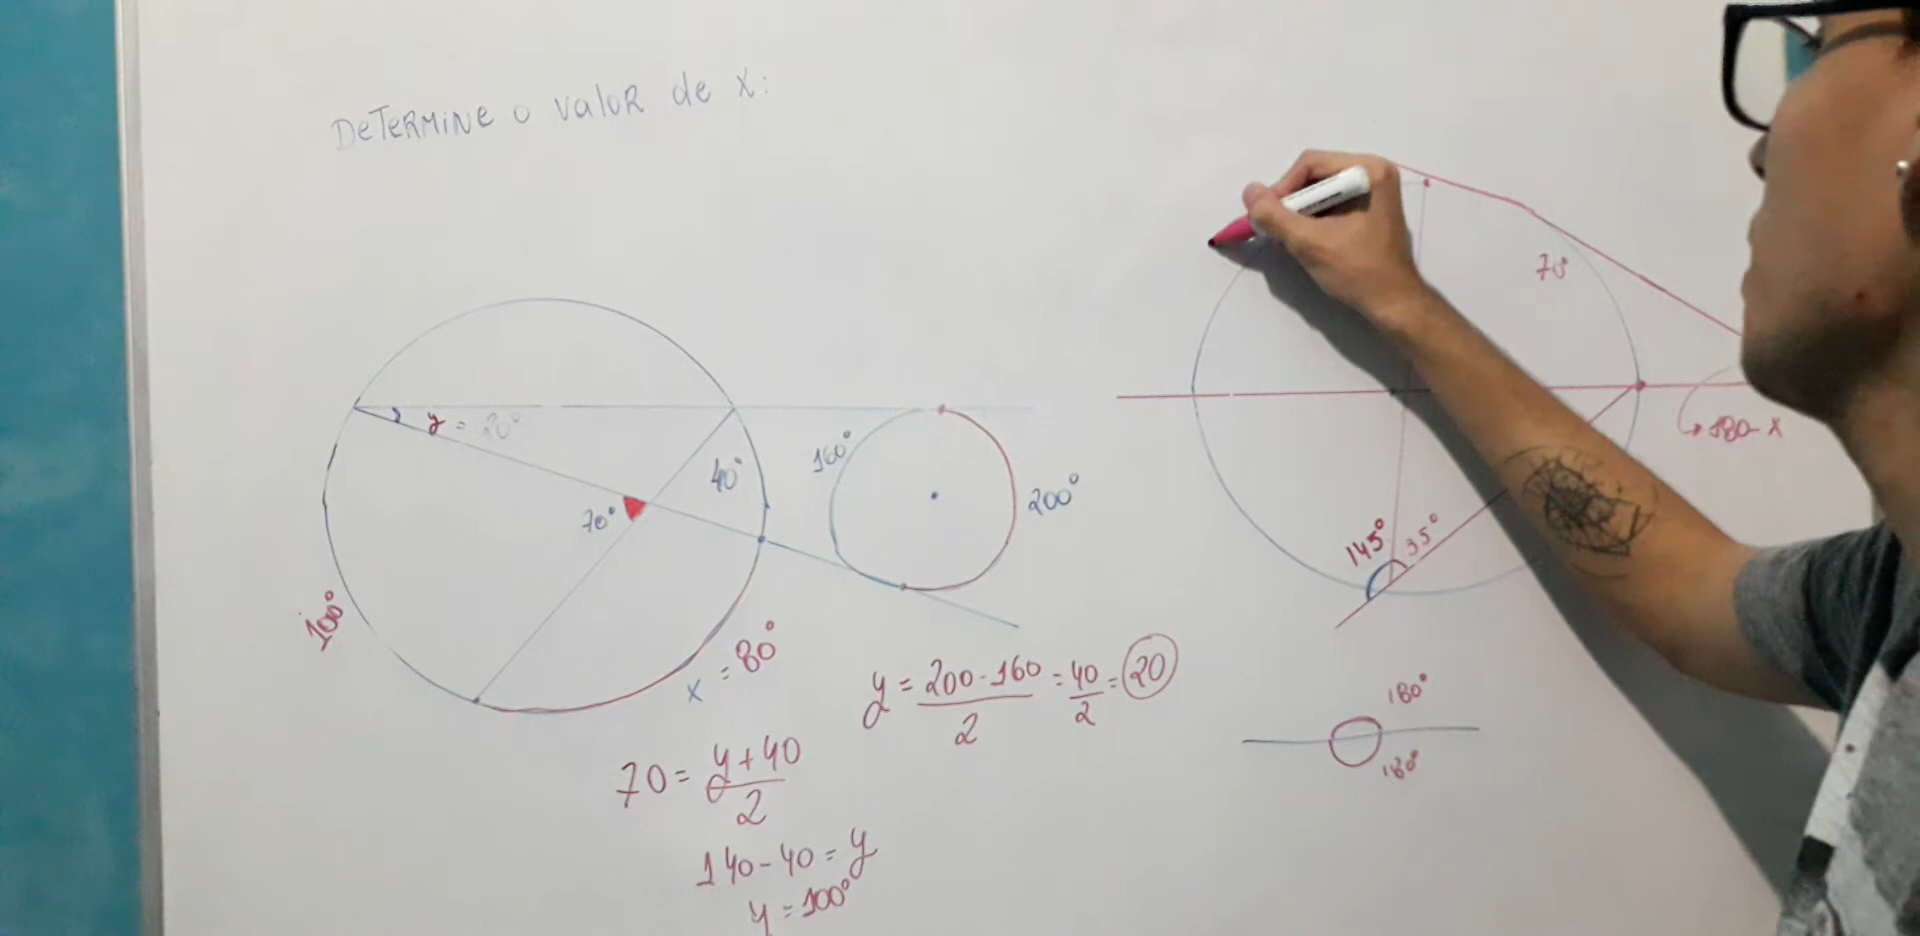 DETERMINE o valoR de x:
y = 20°
40°
70°
100°
x = 80°
160°
200°
y = 200 - 160 / 2 = 40 / 2 = 20
70 = y + 40 / 2
140 - 40 = y
y = 100°
70°
180 - x
145°
35°
180°
180°